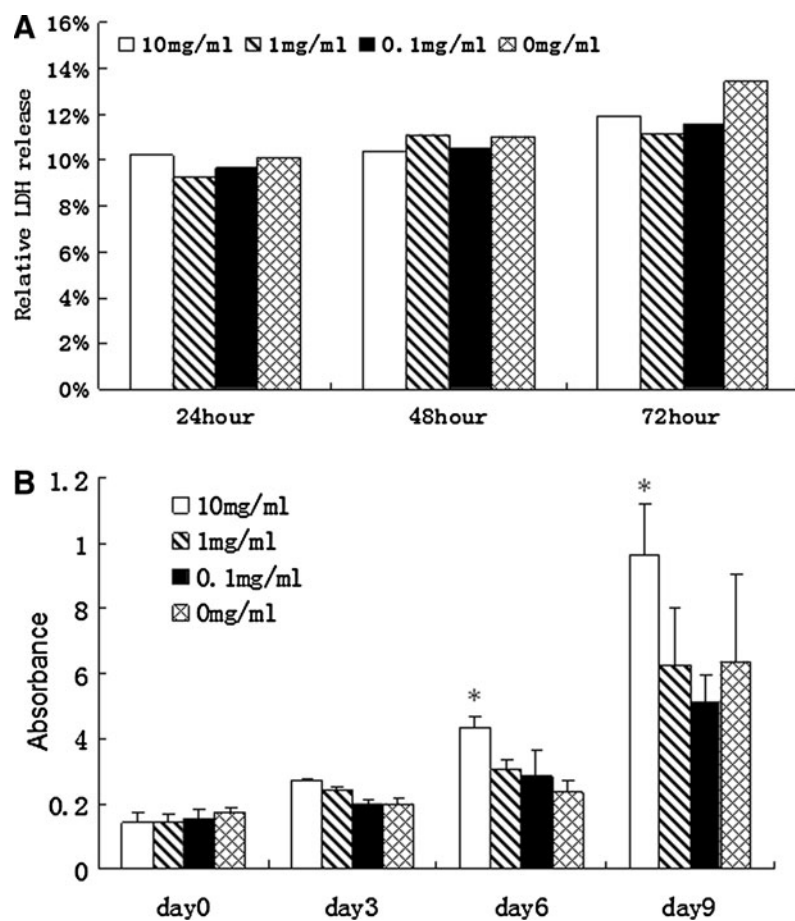 A
16%
14%
12%
10%
8%
6%
4%
2%
0%
Relative LDH release
10mg/ml 1mg/ml 0.1mg/ml 0mg/ml
24hour 48hour 72hour
B
1.2
1
8
6
4
0.2
0
Absorbance
10mg/ml
1mg/ml
0.1mg/ml
0mg/ml
*
*
day0 day3 day6 day9